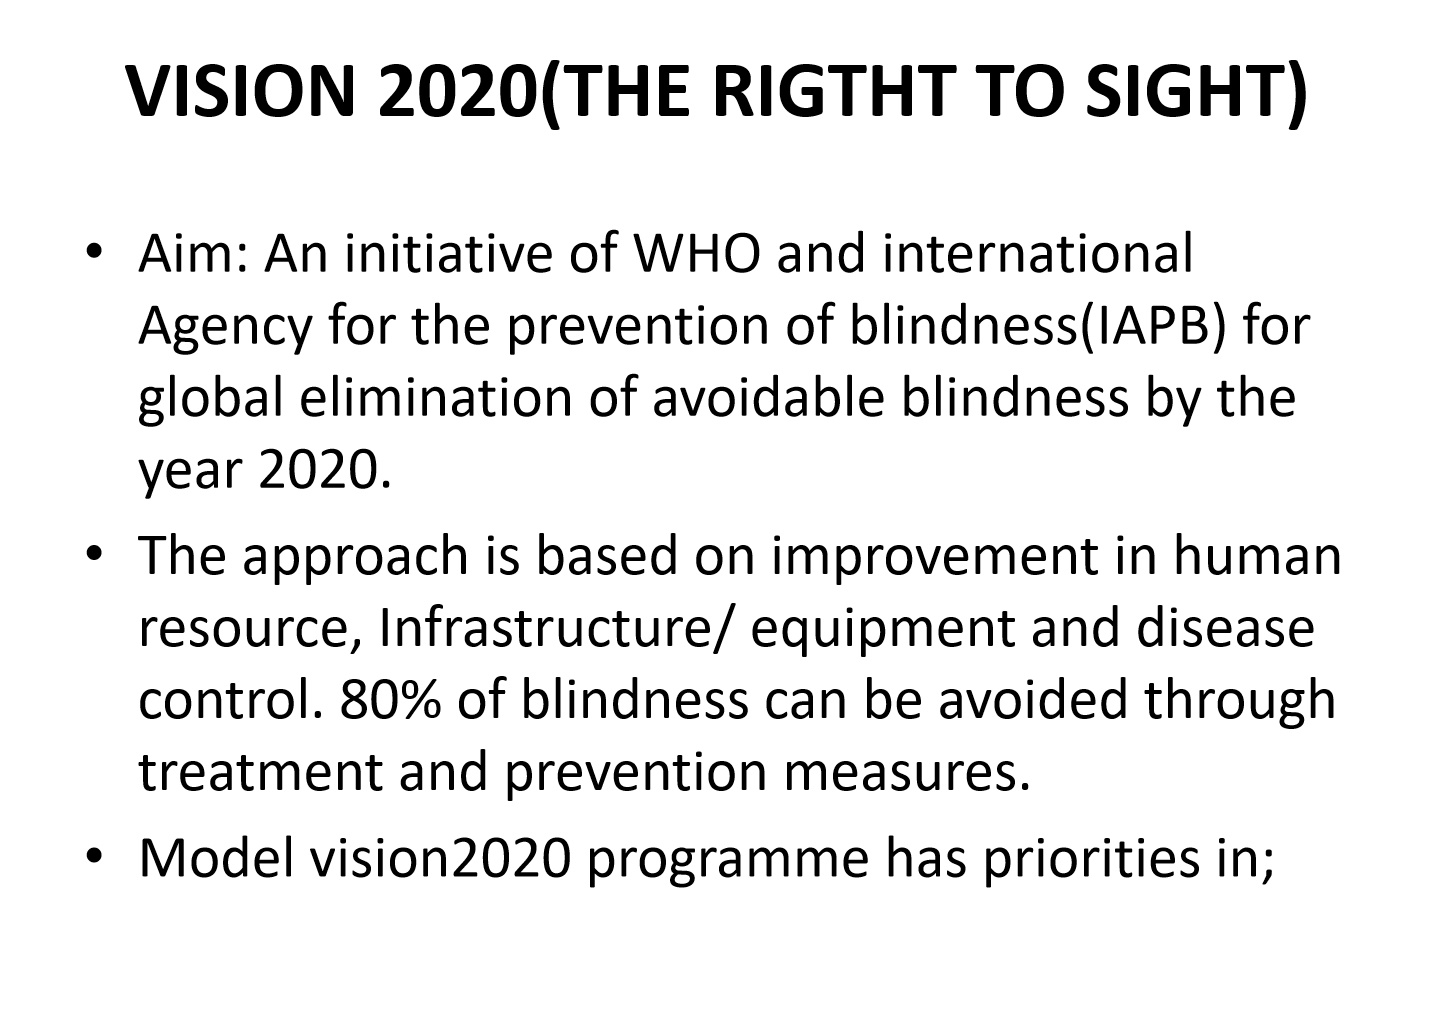 VISION 2020(THE RIGTHT TO SIGHT)
• Aim: An initiative of WHO and international
Agency for the prevention of blindness(IAPB) for
global elimination of avoidable blindness by the
year 2020.
• The approach is based on improvement in human
resource, Infrastructure/ equipment and disease
control. 80% of blindness can be avoided through
treatment and prevention measures.
• Model vision2020 programme has priorities in;